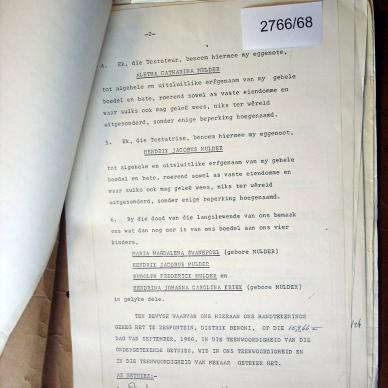 2766/68
-2-
4. Ek, die Testateur, benoem hiermee my eggenote,
ALETHA CATHARINA MULDER
tot algehele en uitsluitlike erfgenaam van my gehele
boedel en bate, roerend sowel as vaste eiendomme en
waar sulks ook mag geleë wees, niks ter wêreld
uitgesonderd, sonder enige beperking hoegenaamd.
5. Ek, die Testatrise, benoem hiermee my eggenoot,
HENDRIK JACOBUS MULDER
tot algehele en uitsluitlike erfgenaam van my gehele
boedel en bate, roerend sowel as vaste eiendomme en
waar sulks ook mag geleë wees, niks ter wêreld
uitgesonderd, sonder enige beperking hoegenaamd.
6. By die dood van die langslewende van ons bemaak
ons wat dan nog oor is van ons boedel aan ons vier
kinders,
MARIA MAGDALENA SWANEPOEL (gebore MULDER)
HENDRIK JACOBUS MULDER
RUDOLPH FREDERICK MULDER en
HENDRINA JOHANNA CAROLINA KRIEK (gebore MULDER)
in gelyke dele.
TEN BEWYSE WAARVAN ONS HIERAAN ONS HANDTEKENINGE
GEHEG HET TE ZESFONTEIN, DISTRIK BENONI, OP DIE
DAG VAN SEPTEMBER, 1966, IN DIE TEENWOORDIGHEID VAN DIE
ONDERGETEKENDE GETUIES, WIE IN ONS TEENWOORDIGHEID EN
IN DIE TEENWOORDIGHEID VAN MEKAAR GETEKEN HET.
AS GETUIES:-